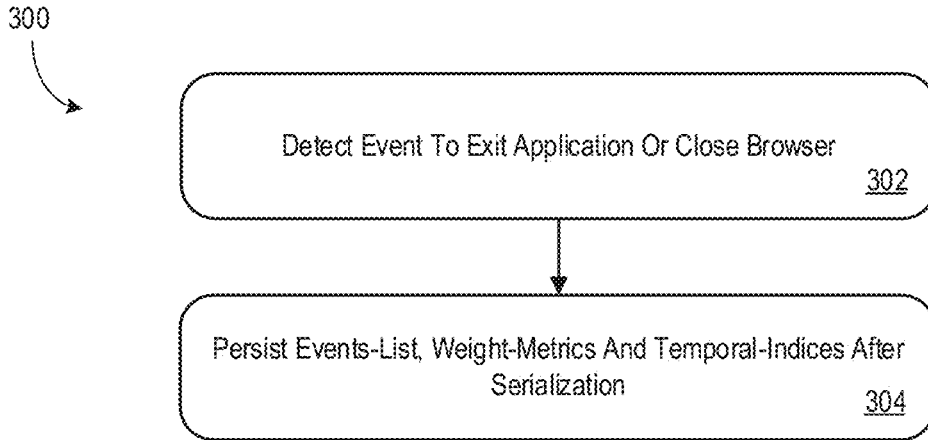 300
Detect Event To Exit Application Or Close Browser
302
Persist Events-List, Weight-Metrics And Temporal-Indices After
Serialization
304